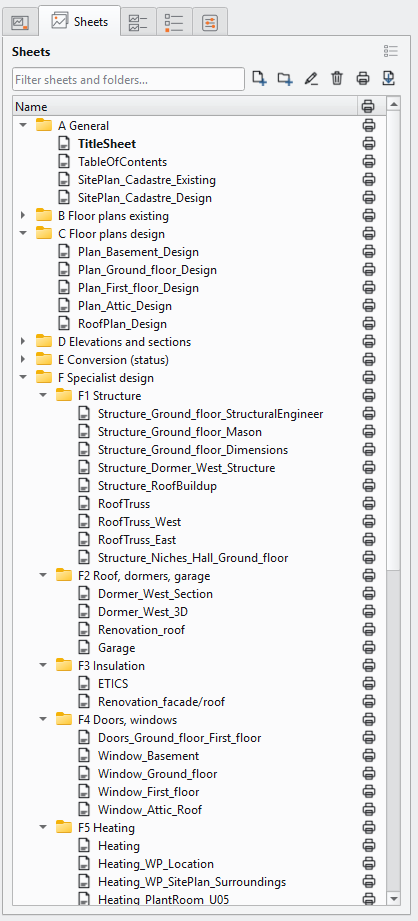 Sheets
Sheets
Filter sheets and folders...
Name
A General
TitleSheet
TableOfContents
SitePlan_Cadastre_Existing
SitePlan_Cadastre_Design
B Floor plans existing
C Floor plans design
Plan_Basement_Design
Plan_Ground_floor_Design
Plan_First_floor_Design
Plan_Attic_Design
RoofPlan_Design
D Elevations and sections
E Conversion (status)
F Specialist design
F1 Structure
Structure_Ground_floor_StructuralEngineer
Structure_Ground_floor_Mason
Structure_Ground_floor_Dimensions
Structure_Dormer_West_Structure
Structure_RoofBuildup
RoofTruss
RoofTruss_West
RoofTruss_East
Structure_Niches_Hall_Ground_floor
F2 Roof, dormers, garage
Dormer_West_Section
Dormer_West_3D
Renovation_roof
Garage
F3 Insulation
ETICS
Renovation_facade/roof
F4 Doors, windows
Doors_Ground_floor_First_floor
Window_Basement
Window_Ground_floor
Window_First_floor
Window_Attic_Roof
F5 Heating
Heating
Heating_WP_Location
Heating_WP_SitePlan_Surroundings
Heating_PlantRoom_U05